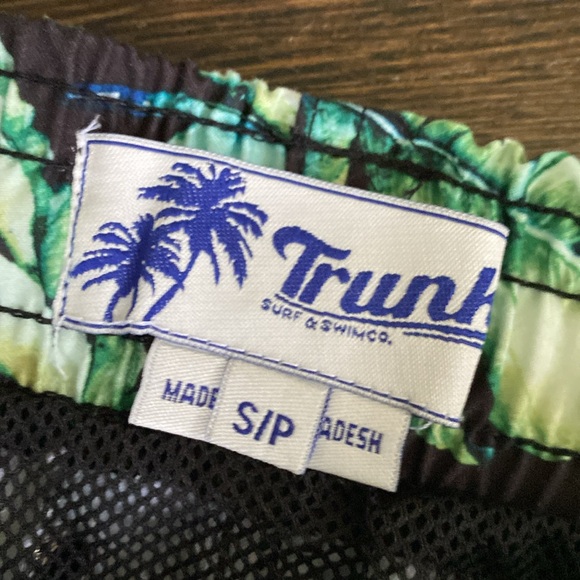 Trunk
SURF & SWIM CO.
MADE
ADESH
S/P